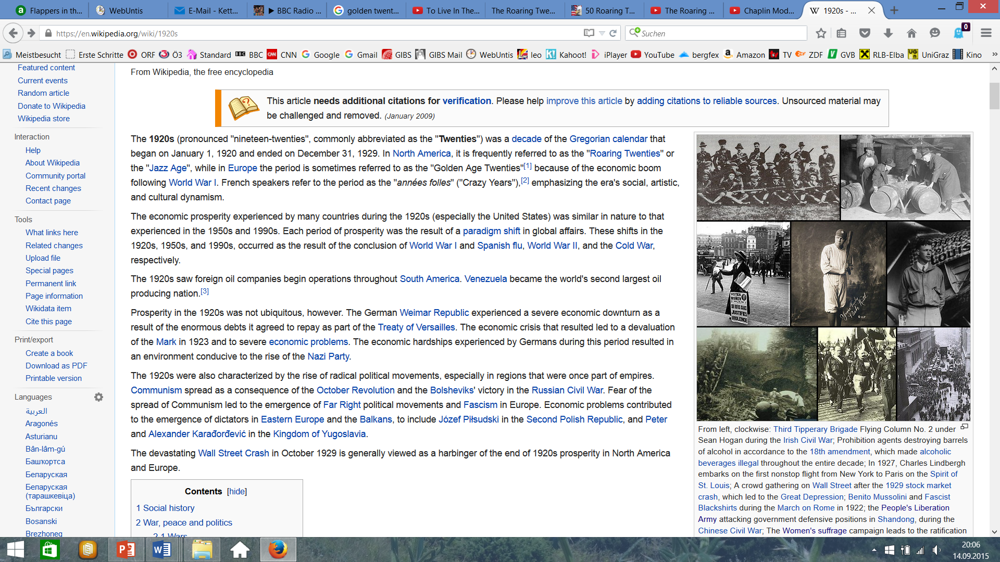 Flappers in th...
WebUntis
E-Mail - Kett...
▶ BBC Radio ...
golden twent...
To Live In The...
The Roaring Twe...
50 Roaring T...
The Roaring ...
Chaplin Mod...
1920s - ...
https://en.wikipedia.org/wiki/1920s
Suchen
0
Meistbesucht
Erste Schritte
ORF
Ö3
Standard
BBC
CNN
Google
Gmail
GIBS
GIBS Mail
WebUntis
leo
Kahoot!
iPlayer
YouTube
bergfex
Amazon
TV
ZDF
GVB
RLB-Elba
UniGraz
Kino
Featured content
Current events
Random article
Donate to Wikipedia
Wikipedia store
Interaction
Help
About Wikipedia
Community portal
Recent changes
Contact page
Tools
What links here
Related changes
Upload file
Special pages
Permanent link
Page information
Wikidata item
Cite this page
Print/export
Create a book
Download as PDF
Printable version
Languages
العربية
Aragonés
Asturianu
Bân-lâm-gú
Башҡортса
Беларуская
Беларуская
(тарашкевіца)
Български
Bosanski
Brezhoneg
From Wikipedia, the free encyclopedia
This article needs additional citations for verification. Please help improve this article by adding citations to reliable sources. Unsourced material may
be challenged and removed. (January 2009)
The 1920s (pronounced "nineteen-twenties", commonly abbreviated as the "Twenties") was a decade of the Gregorian calendar that
began on January 1, 1920 and ended on December 31, 1929. In North America, it is frequently referred to as the "Roaring Twenties" or
the "Jazz Age", while in Europe the period is sometimes referred to as the "Golden Age Twenties"[1] because of the economic boom
following World War I. French speakers refer to the period as the "années folles" ("Crazy Years"),[2] emphasizing the era's social, artistic,
and cultural dynamism.
The economic prosperity experienced by many countries during the 1920s (especially the United States) was similar in nature to that
experienced in the 1950s and 1990s. Each period of prosperity was the result of a paradigm shift in global affairs. These shifts in the
1920s, 1950s, and 1990s, occurred as the result of the conclusion of World War I and Spanish flu, World War II, and the Cold War,
respectively.
The 1920s saw foreign oil companies begin operations throughout South America. Venezuela became the world's second largest oil
producing nation.[3]
Prosperity in the 1920s was not ubiquitous, however. The German Weimar Republic experienced a severe economic downturn as a
result of the enormous debts it agreed to repay as part of the Treaty of Versailles. The economic crisis that resulted led to a devaluation
of the Mark in 1923 and to severe economic problems. The economic hardships experienced by Germans during this period resulted in
an environment conducive to the rise of the Nazi Party.
The 1920s were also characterized by the rise of radical political movements, especially in regions that were once part of empires.
Communism spread as a consequence of the October Revolution and the Bolsheviks' victory in the Russian Civil War. Fear of the
spread of Communism led to the emergence of Far Right political movements and Fascism in Europe. Economic problems contributed
to the emergence of dictators in Eastern Europe and the Balkans, to include Józef Piłsudski in the Second Polish Republic, and Peter
and Alexander Karađorđević in the Kingdom of Yugoslavia.
The devastating Wall Street Crash in October 1929 is generally viewed as a harbinger of the end of 1920s prosperity in North America
and Europe.
Contents [hide]
1 Social history
2 War, peace and politics
2.1 Wars
VOTES
WOMEN
JUSTIFIES
VIOLENCE
Louis
From left, clockwise: Third Tipperary Brigade Flying Column No. 2 under
Sean Hogan during the Irish Civil War; Prohibition agents destroying barrels
of alcohol in accordance to the 18th amendment, which made alcoholic
beverages illegal throughout the entire decade; In 1927, Charles Lindbergh
embarks on the first nonstop flight from New York to Paris on the Spirit of
St. Louis; A crowd gathering on Wall Street after the 1929 stock market
crash, which led to the Great Depression; Benito Mussolini and Fascist
Blackshirts during the March on Rome in 1922; the People's Liberation
Army attacking government defensive positions in Shandong, during the
Chinese Civil War; The Women's suffrage campaign leads to the ratification
20:06
14.09.2015